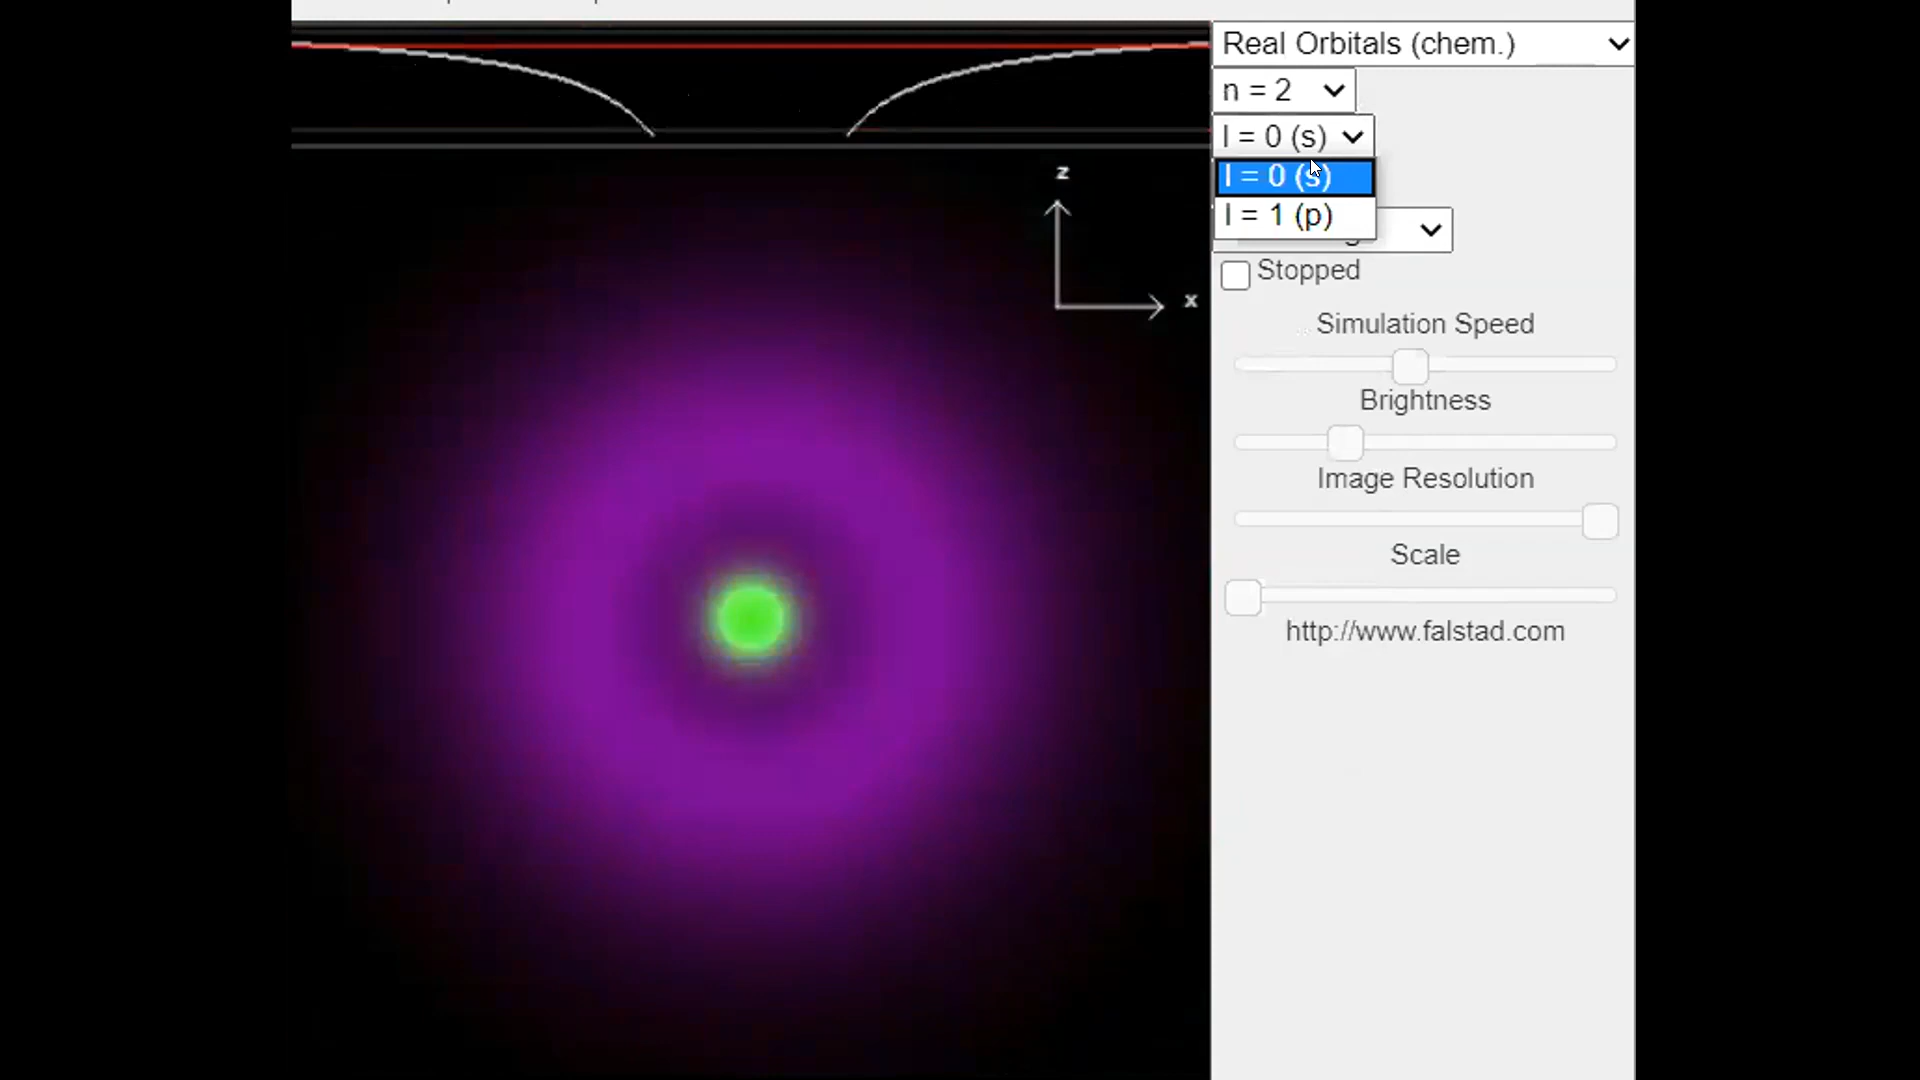 Real Orbitals (chem.)
n = 2
l = 0 (s)
l = 0 (s)
l = 1 (p)
z
x
Stopped
Simulation Speed
Brightness
Image Resolution
Scale
http://www.falstad.com